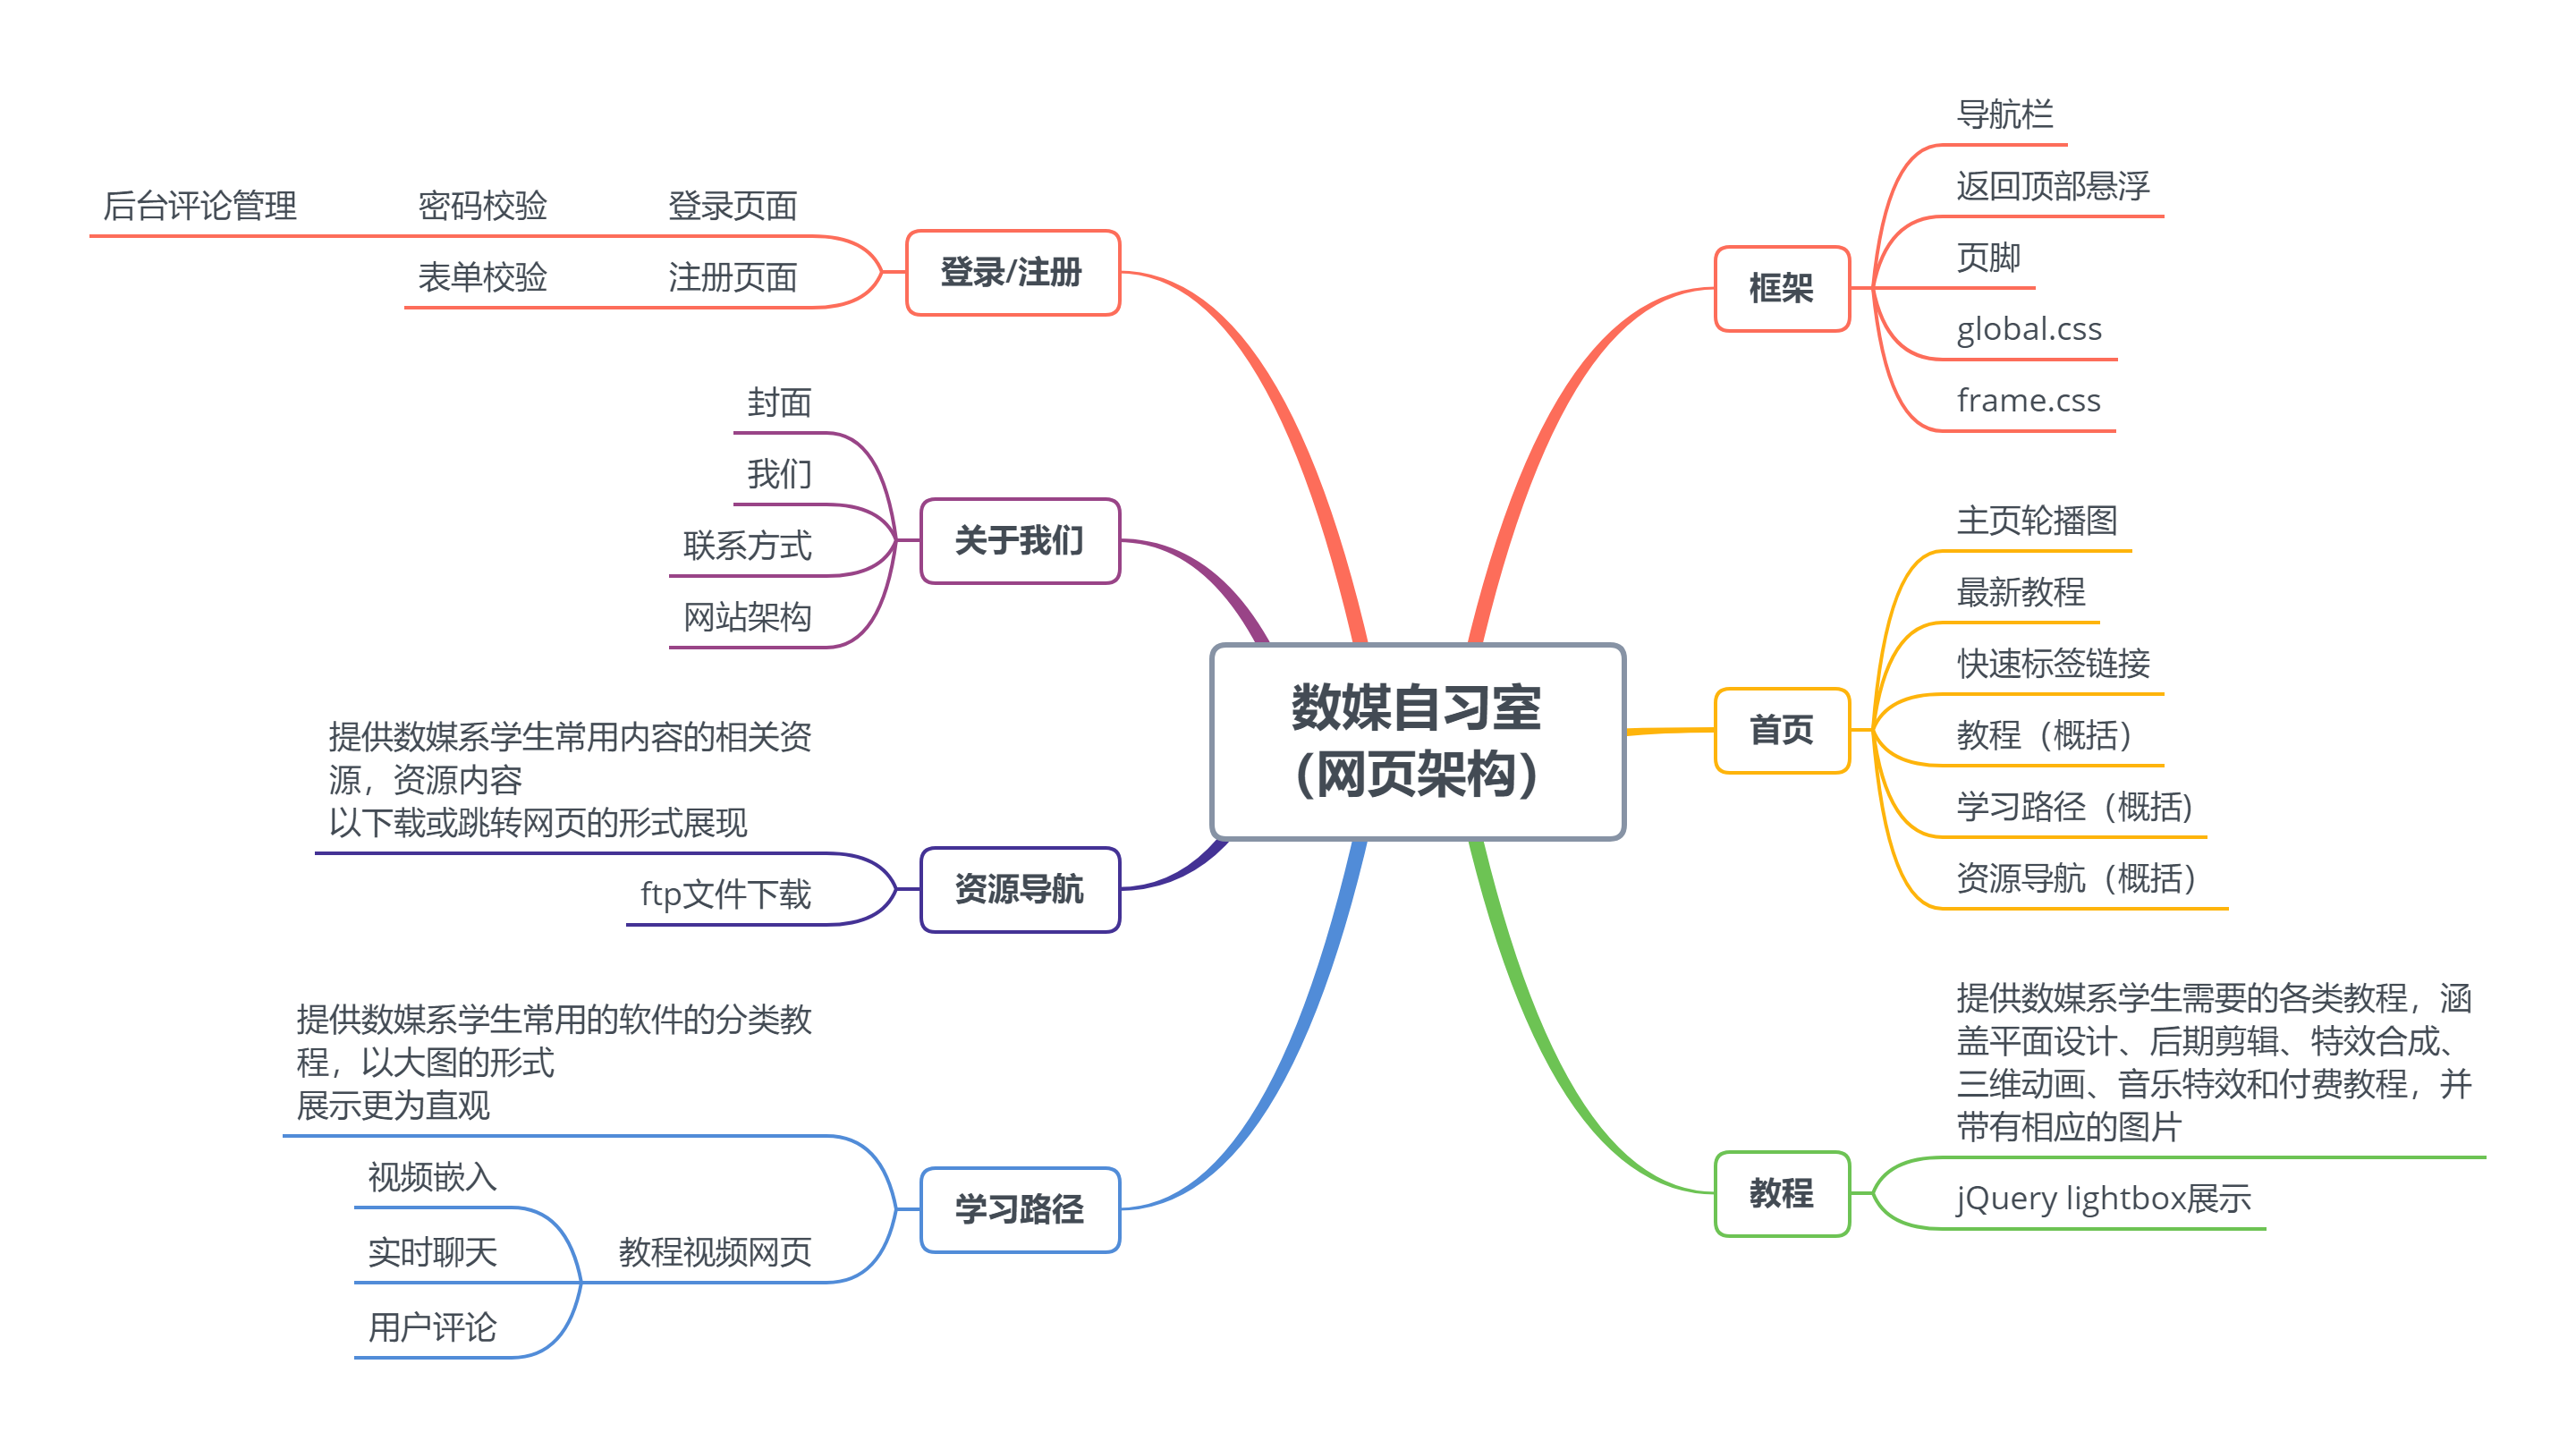 数媒自习室
（网页架构）
框架
导航栏
返回顶部悬浮
页脚
global.css
frame.css
首页
主页轮播图
最新教程
快速标签链接
教程（概括）
学习路径（概括)
资源导航（概括）
教程
提供数媒系学生需要的各类教程，涵
盖平面设计、后期剪辑、特效合成、
三维动画、音乐特效和付费教程，并
带有相应的图片
jQuery lightbox展示
登录/注册
登录页面
密码校验
后台评论管理
注册页面
表单校验
关于我们
封面
我们
联系方式
网站架构
资源导航
提供数媒系学生常用内容的相关资
源，资源内容
以下载或跳转网页的形式展现
ftp文件下载
学习路径
提供数媒系学生常用的软件的分类教
程，以大图的形式
展示更为直观
教程视频网页
视频嵌入
实时聊天
用户评论